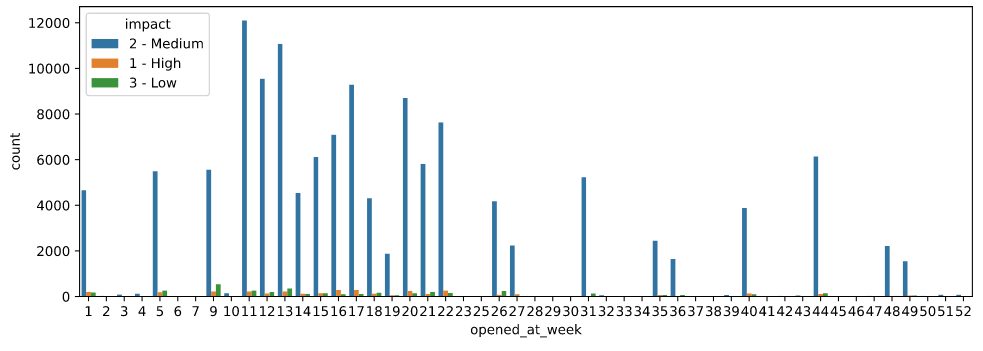 impact
2 - Medium
1 - High
3 - Low
12000
10000
8000
6000
4000
2000
0
count
1 2 3 4 5 6 7 9 10 11 12 13 14 15 16 17 18 19 20 21 22 23 25 26 27 28 29 30 31 32 33 34 35 36 37 38 39 40 41 42 43 44 45 46 47 48 49 50 51 52
opened_at_week